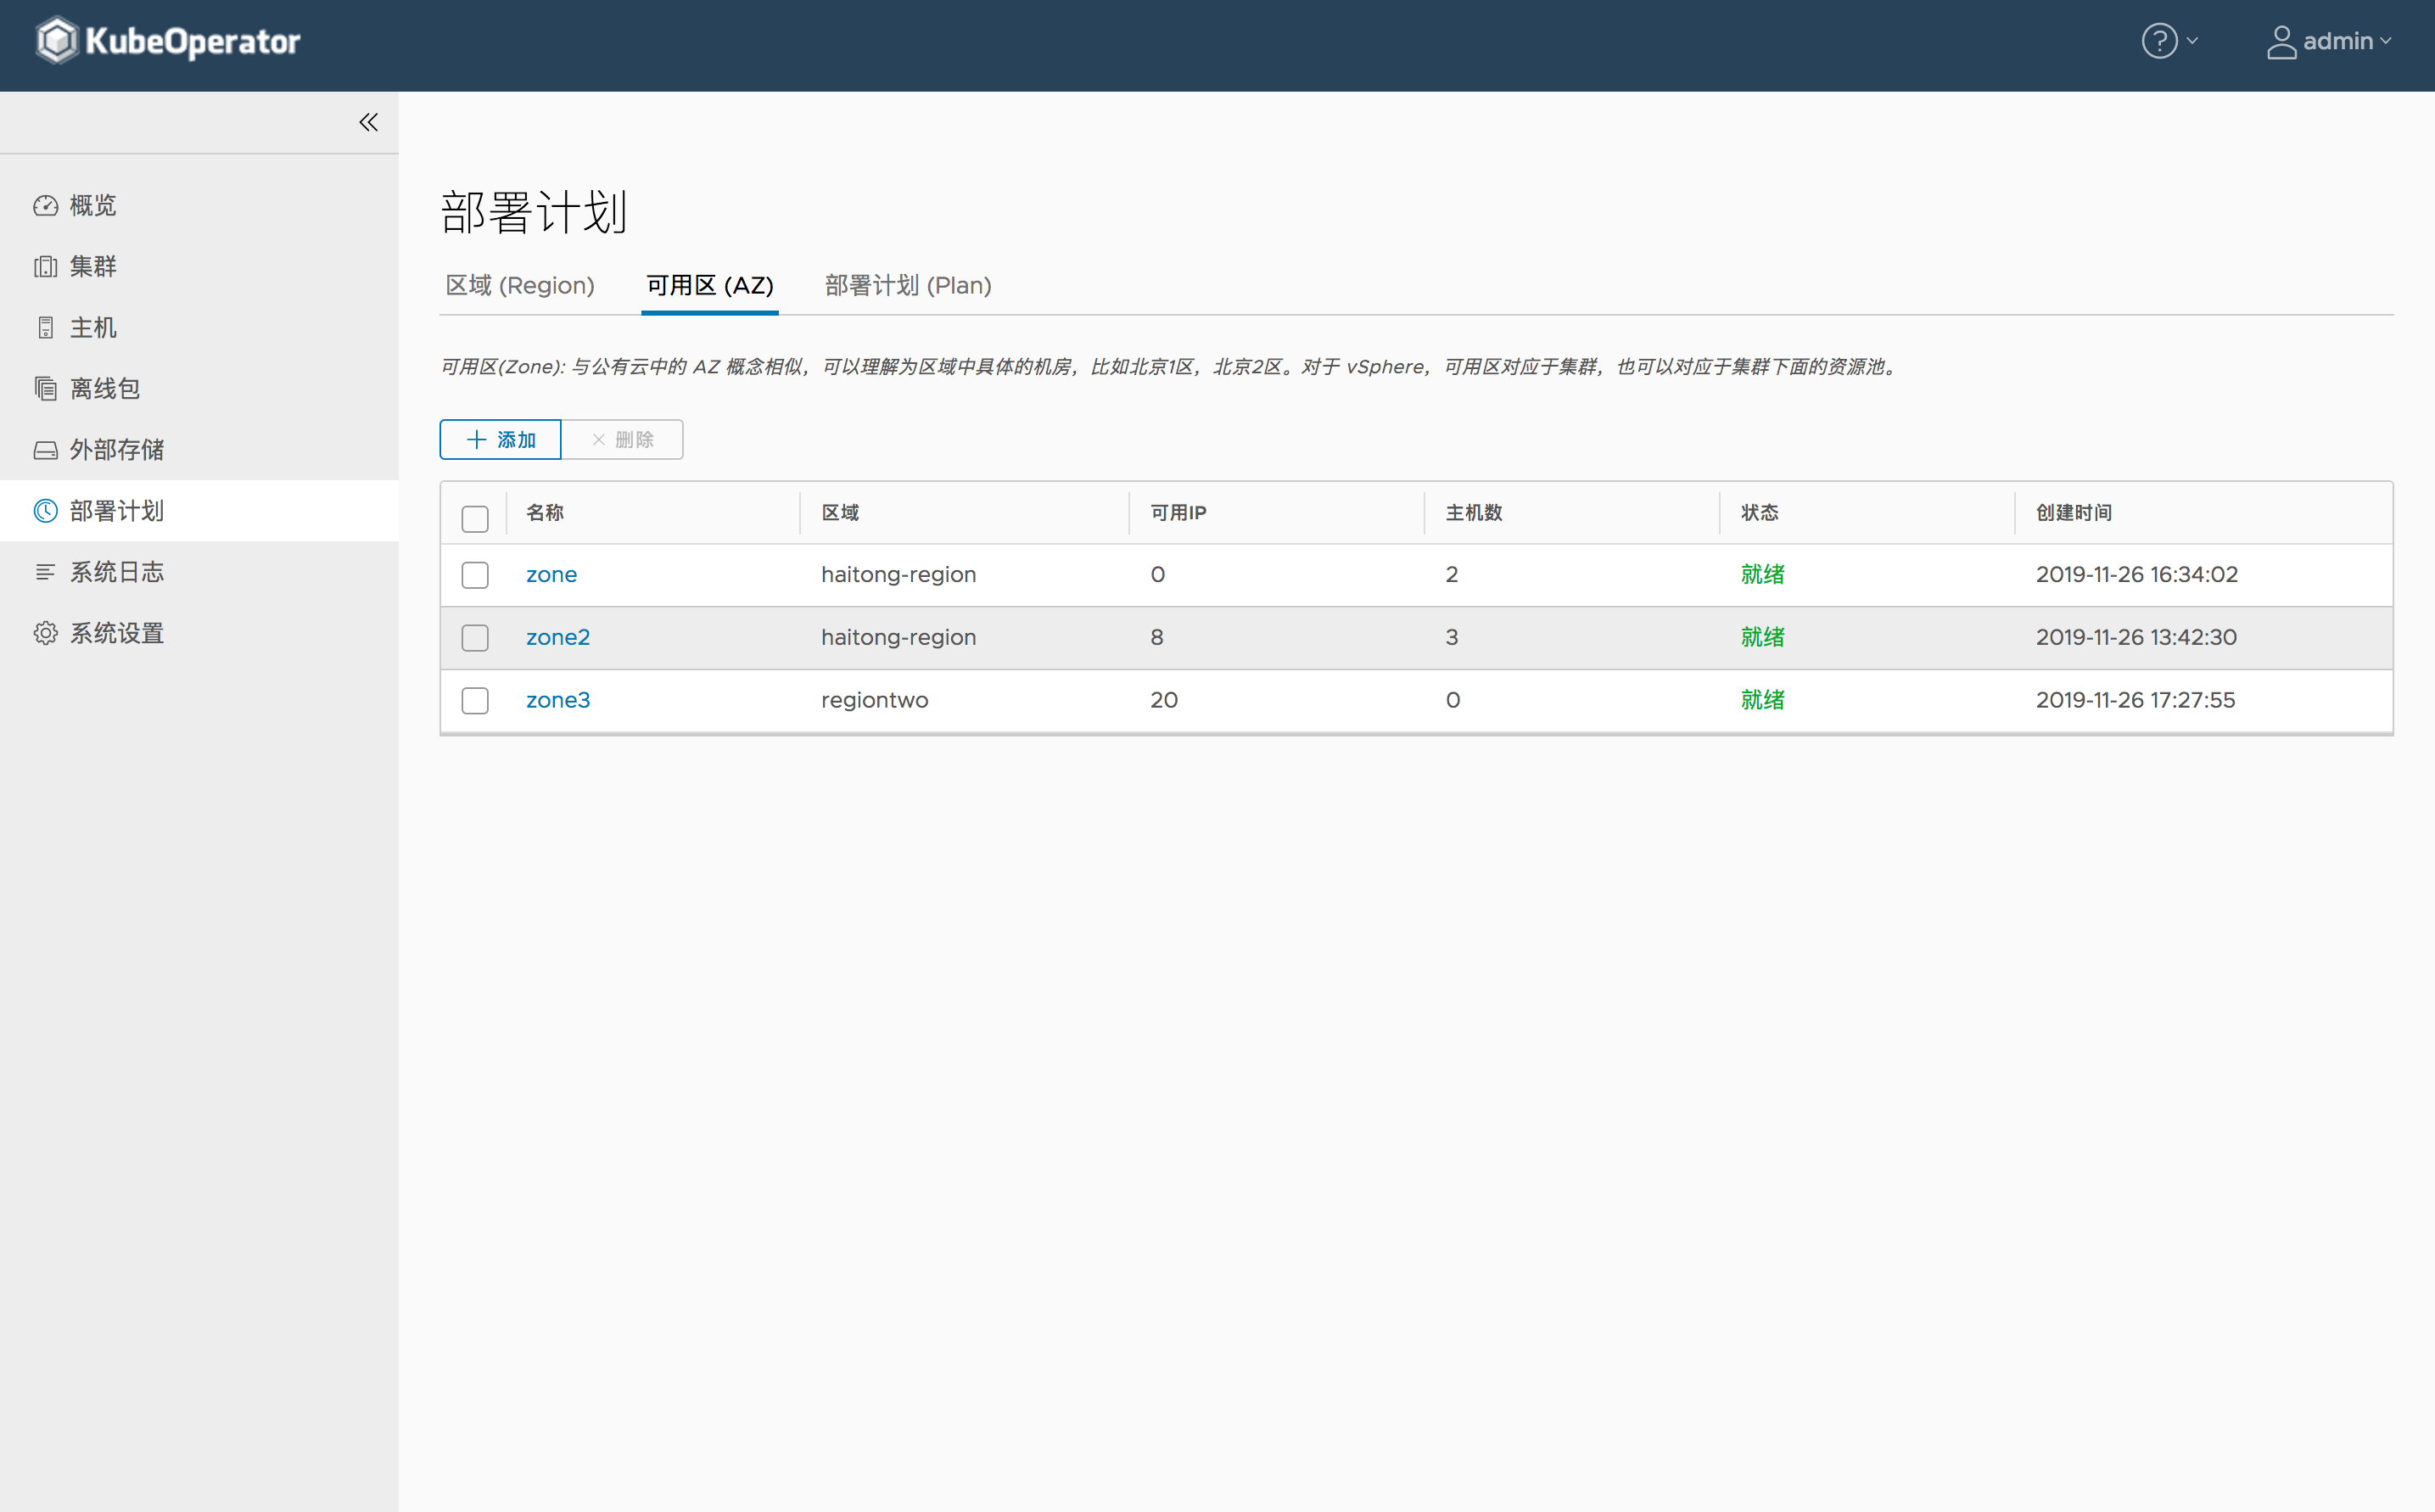 KubeOperator
admin
概览
集群
主机
离线包
外部存储
部署计划
系统日志
系统设置
部署计划
区域 (Region) 可用区 (AZ) 部署计划 (Plan)
可用区(Zone): 与公有云中的 AZ 概念相似，可以理解为区域中具体的机房，比如北京1区，北京2区。对于 vSphere，可用区对应于集群，也可以对应于集群下面的资源池。
添加 删除
名称 区域 可用IP 主机数 状态 创建时间
zone haitong-region 0 2 就绪 2019-11-26 16:34:02
zone2 haitong-region 8 3 就绪 2019-11-26 13:42:30
zone3 regiontwo 20 0 就绪 2019-11-26 17:27:55